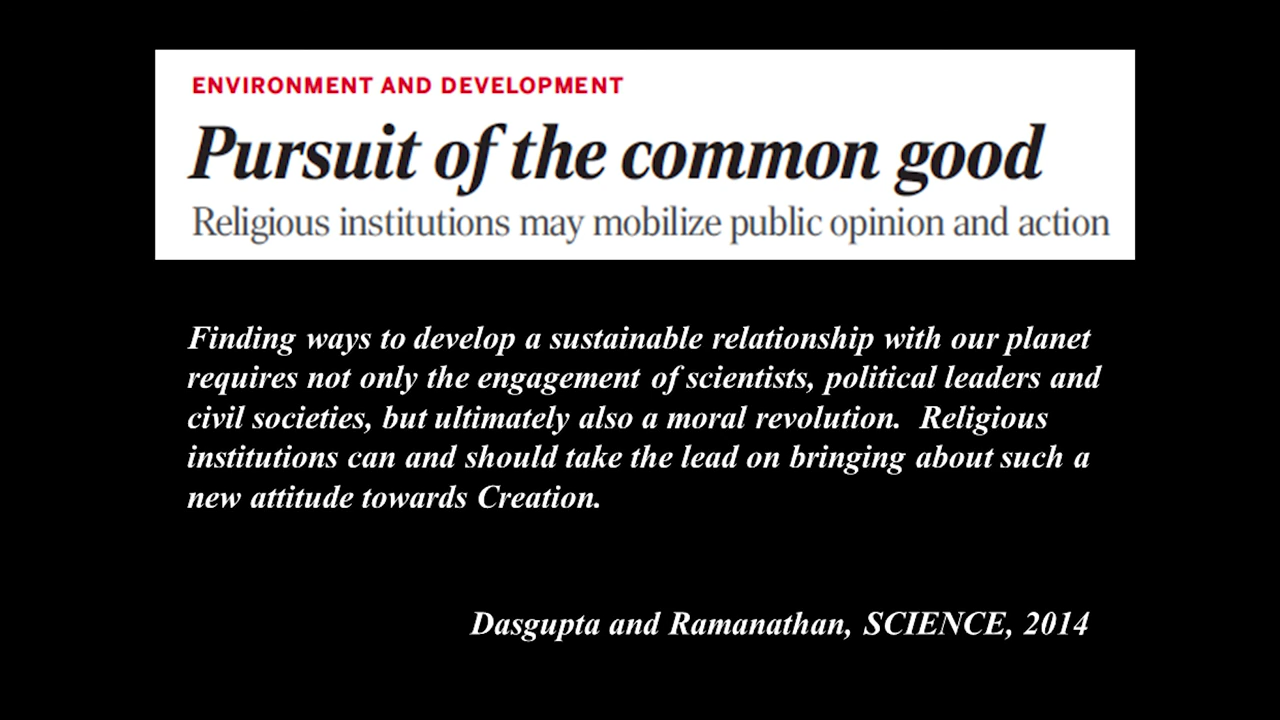 ENVIRONMENT AND DEVELOPMENT
Pursuit of the common good
Religious institutions may mobilize public opinion and action
Finding ways to develop a sustainable relationship with our planet
requires not only the engagement of scientists, political leaders and
civil societies, but ultimately also a moral revolution.  Religious
institutions can and should take the lead on bringing about such a
new attitude towards Creation.
Dasgupta and Ramanathan, SCIENCE, 2014